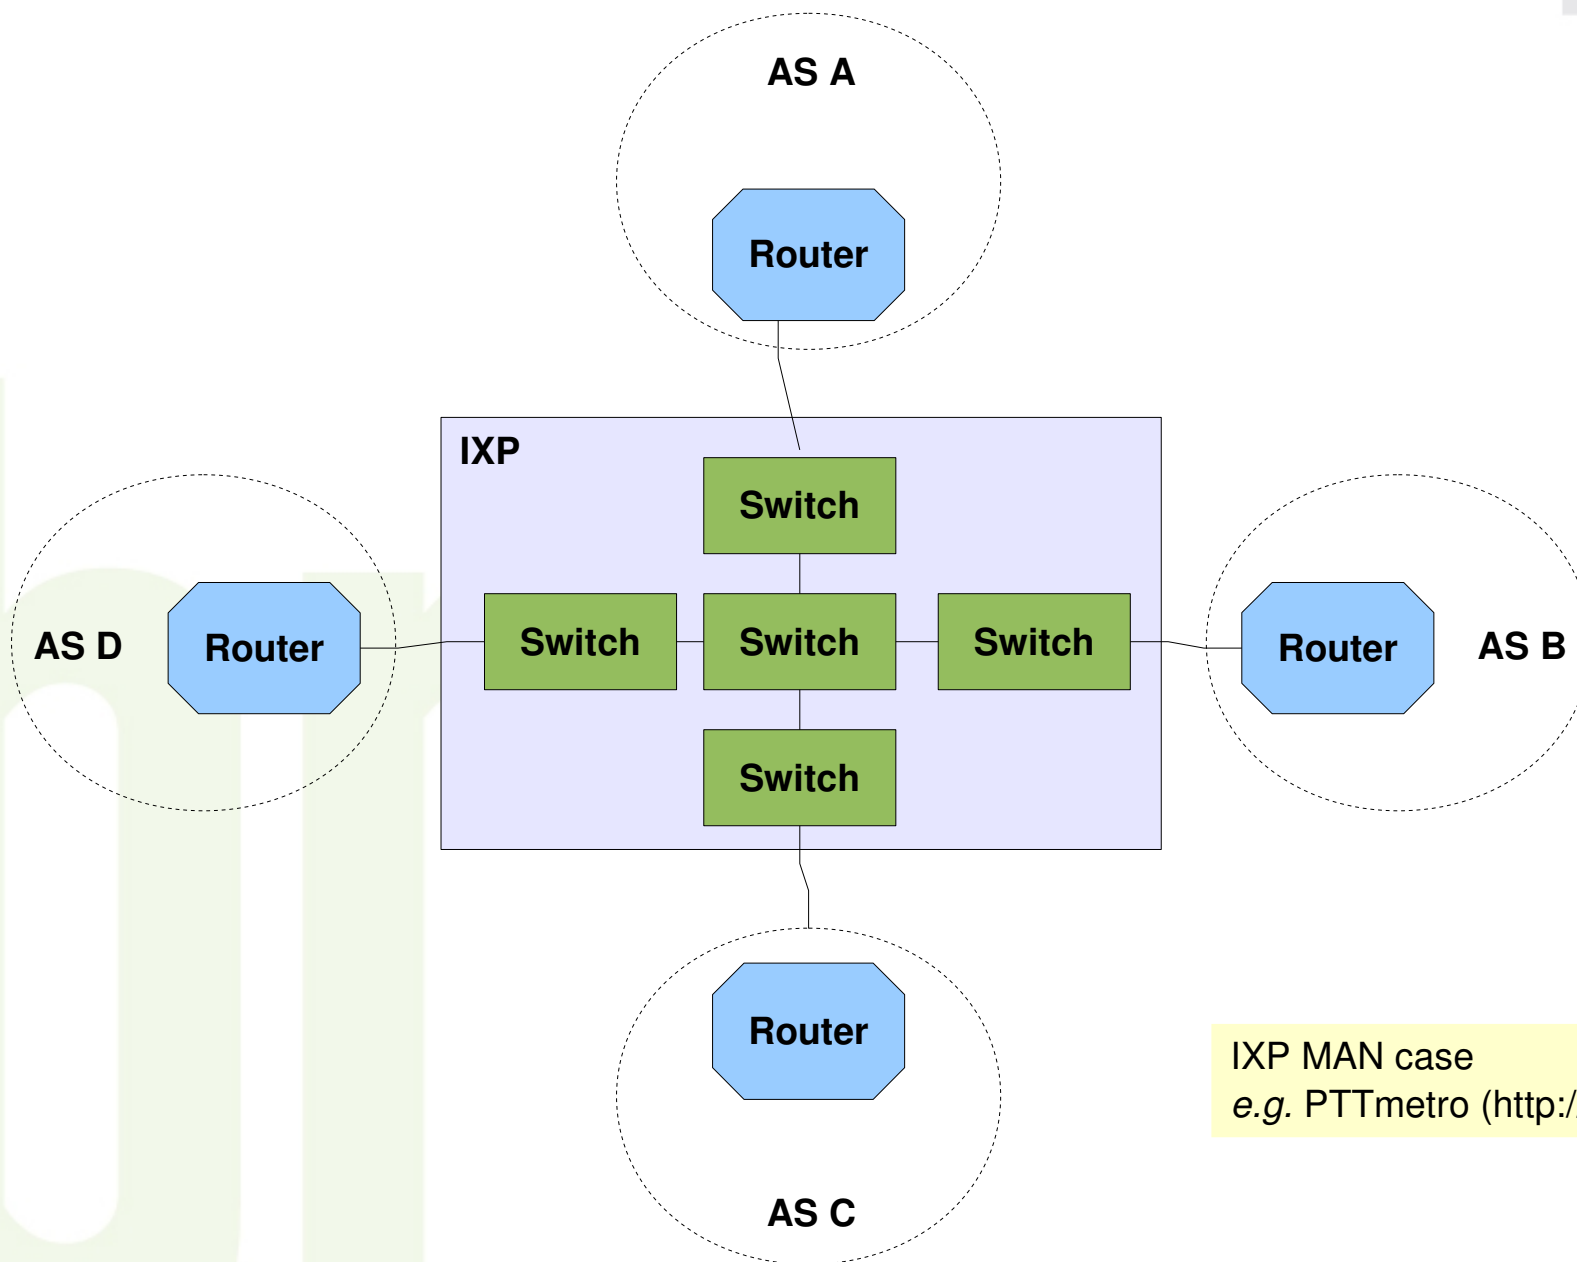 AS A
Router
IXP
Switch
Switch
Switch
Switch
Switch
AS D
Router
Router
AS B
Router
AS C
IXP MAN case
e.g. PTTmetro (http:/